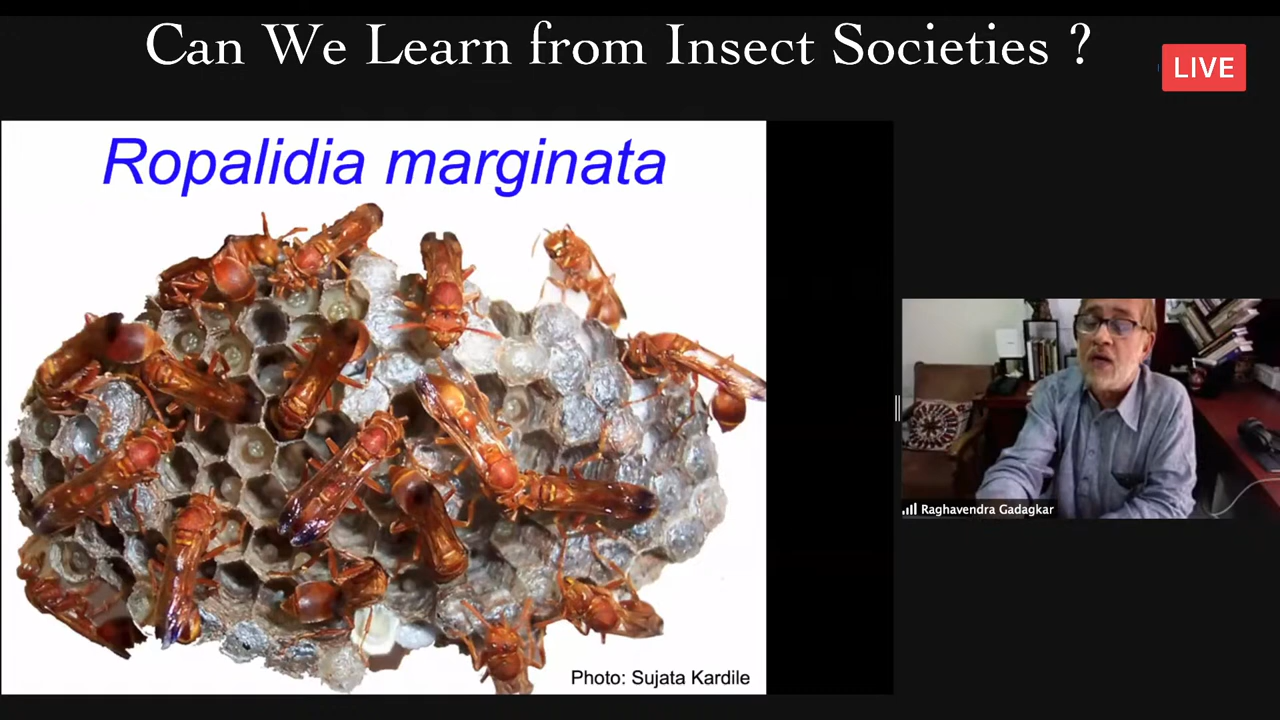 Can We Learn from Insect Societies ?
LIVE
Ropalidia marginata
Photo: Sujata Kardile
Raghavendra Gadagkar